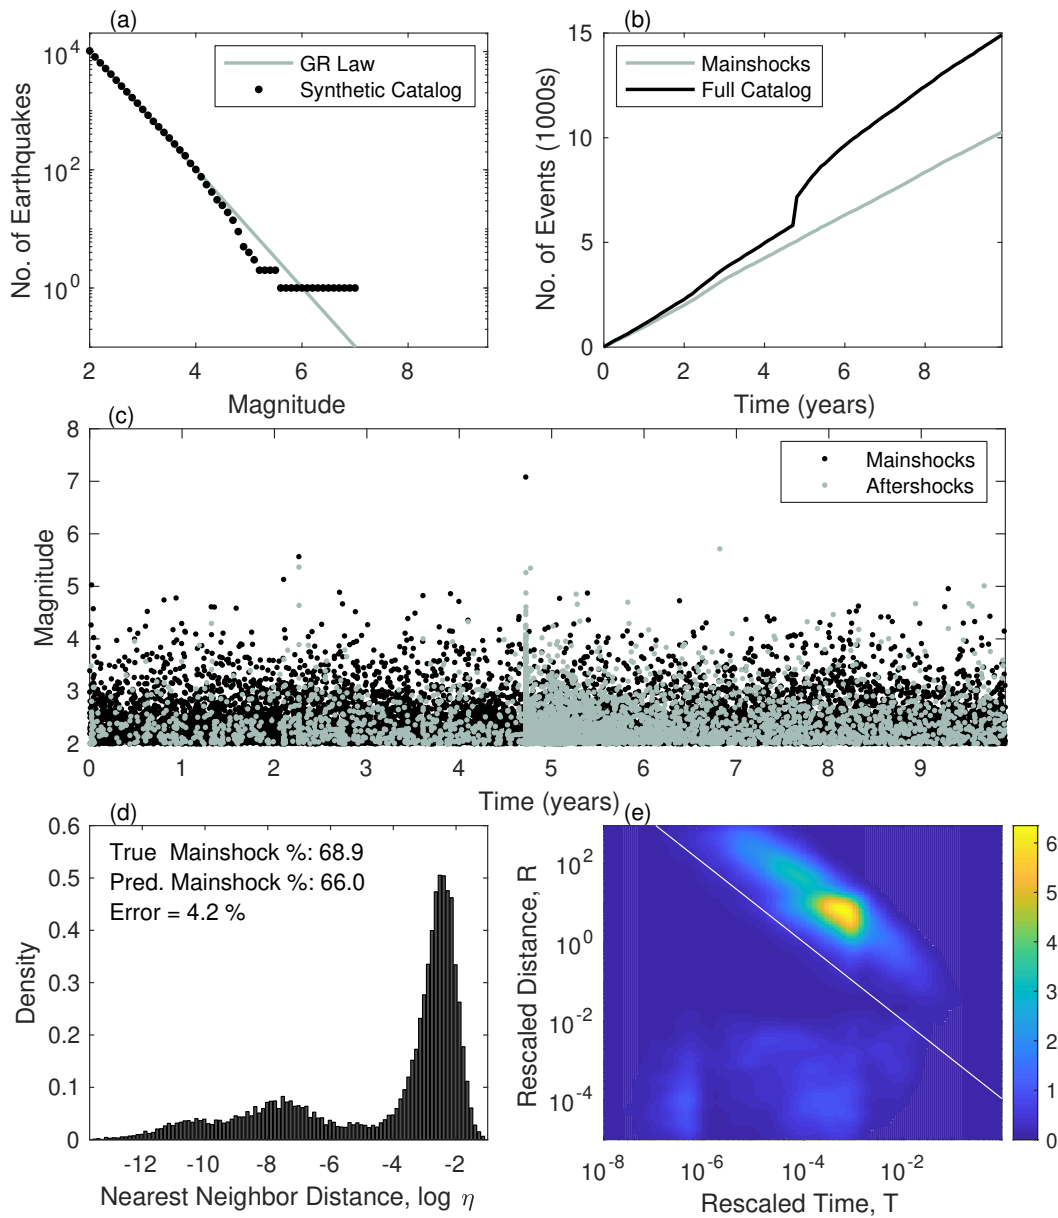 (a)
No. of Earthquakes
10^4
10^2
10^0
GR Law
Synthetic Catalog
2 4 6 8
Magnitude
(b)
No. of Events (1000s)
15
10
5
0
Mainshocks
Full Catalog
0 2 4 6 8
Time (years)
(c)
Magnitude
8
7
6
5
4
3
2
Mainshocks
Aftershocks
0 1 2 3 4 5 6 7 8 9
Time (years)
(d)
Density
0.6
0.5
0.4
0.3
0.2
0.1
0
True Mainshock %: 68.9
Pred. Mainshock %: 66.0
Error = 4.2 %
-12 -10 -8 -6 -4 -2
Nearest Neighbor Distance, log η
(e)
Rescaled Distance, R
10^2
10^0
10^-2
10^-4
10^-8 10^-6 10^-4 10^-2
Rescaled Time, T
6
5
4
3
2
1
0